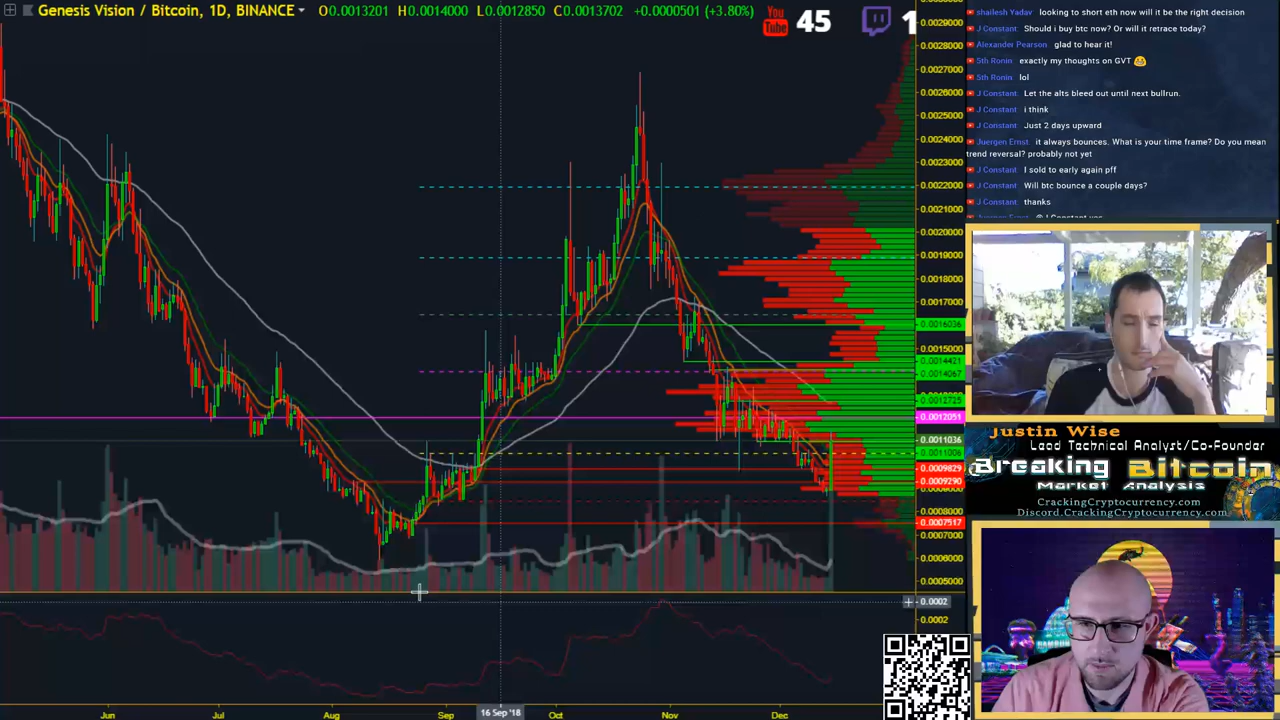 Genesis Vision / Bitcoin, 1D, BINANCE O0.0013201 H0.0014000 L0.0012850 C0.0013702 +0.0000501 (+3.80%)
You
Tube
45
1
0.0029000
0.0028000
0.0027000
0.0026000
0.0025000
0.0024000
0.0023000
0.0022000
0.0021000
0.0019000
0.0018000
0.0017000
0.0016036
0.0015000
0.0014421
0.0014067
0.0012725
0.0012051
0.0011036
0.0011006
0.0009829
0.0009290
0.0008000
0.0007517
0.0007000
0.0006000
0.0005000
0.0002
0.0002
Jun
Jul
Aug
Sep
16 Sep '18
Oct
Nov
Dec
shailesh Yadav looking to short eth now will it be the right decision
J Constant Should i buy btc now? Or will it retrace today?
Alexander Pearson glad to hear it!
5th Ronin exactly my thoughts on GVT
5th Ronin lol
J Constant Let the alts bleed out until next bullrun.
J Constant i think
J Constant Just 2 days upward
Juergen Ernst it always bounces. What is your time frame? Do you mean
trend reversal? probably not yet
J Constant I sold to early again pff
J Constant Will btc bounce a couple days?
J Constant thanks
Justin Wise
Lead Technical Analyst/Co-Founder
Breaking Bitcoin
Market Analysis
CrackingCryptocurrency.com
Discord.CrackingCryptocurrency.com